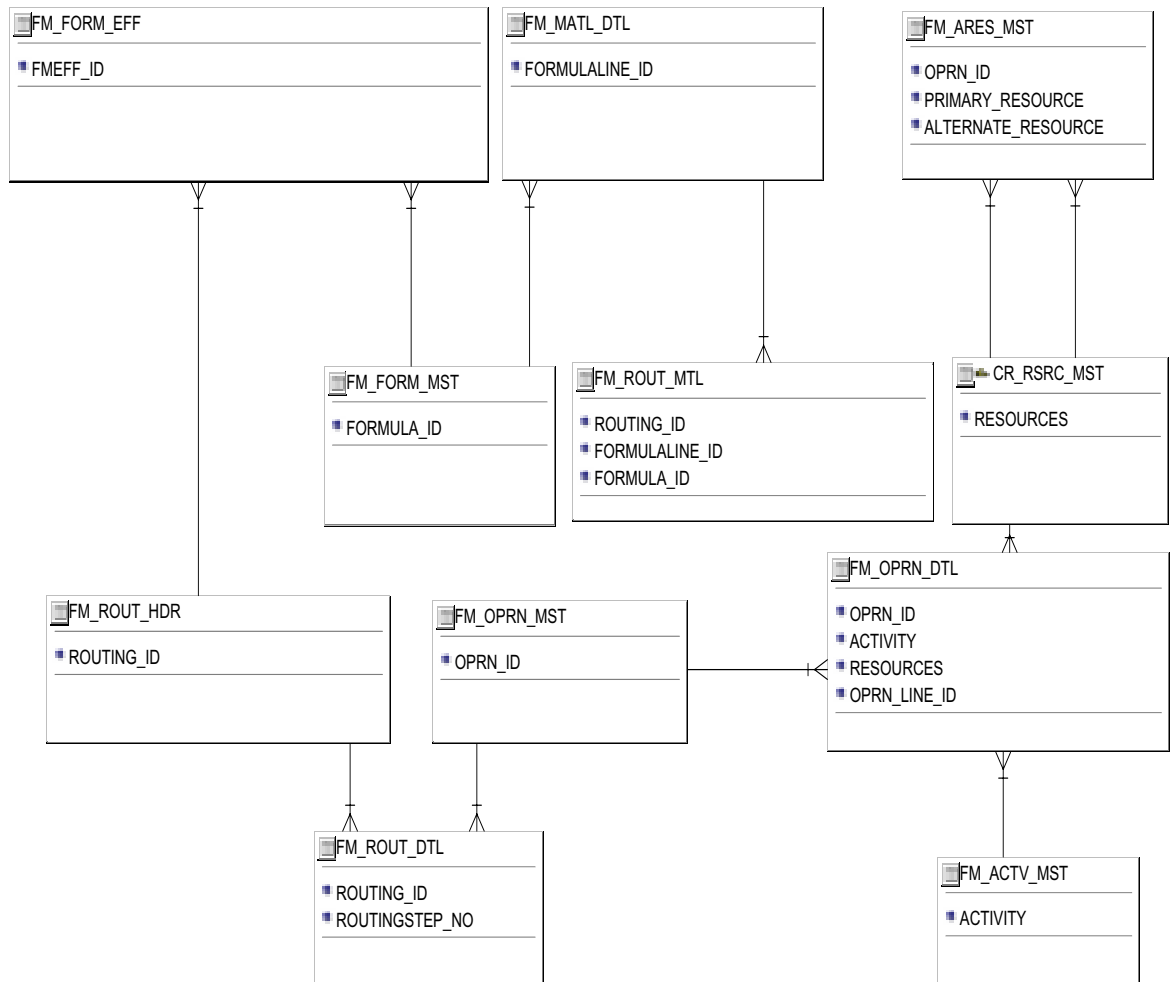 FM_FORM_EFF
FMEFF_ID
FM_MATL_DTL
FORMULALINE_ID
FM_ARES_MST
OPRN_ID
PRIMARY_RESOURCE
ALTERNATE_RESOURCE
FM_FORM_MST
FORMULA_ID
FM_ROUT_MTL
ROUTING_ID
FORMULALINE_ID
FORMULA_ID
CR_RSRC_MST
RESOURCES
FM_ROUT_HDR
ROUTING_ID
FM_OPRN_MST
OPRN_ID
FM_OPRN_DTL
OPRN_ID
ACTIVITY
RESOURCES
OPRN_LINE_ID
FM_ROUT_DTL
ROUTING_ID
ROUTINGSTEP_NO
FM_ACTV_MST
ACTIVITY